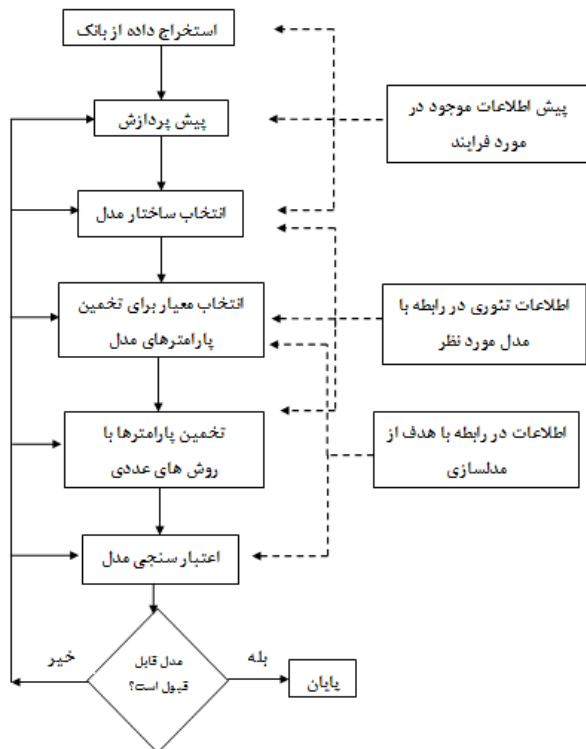 استخراج داده از بانک
پیش پردازش
پیش اطلاعات موجود در
مورد فرایند
انتخاب ساختار مدل
انتخاب معیار برای تخمین
پارامترهای مدل
اطلاعات تئوری در رابطه با
مدل مورد نظر
تخمین پارامترها با
روش های عددی
اطلاعات در رابطه با هدف از
مدلسازی
اعتبار سنجی مدل
مدل قابل
قبول است؟
خیر
بله
پایان